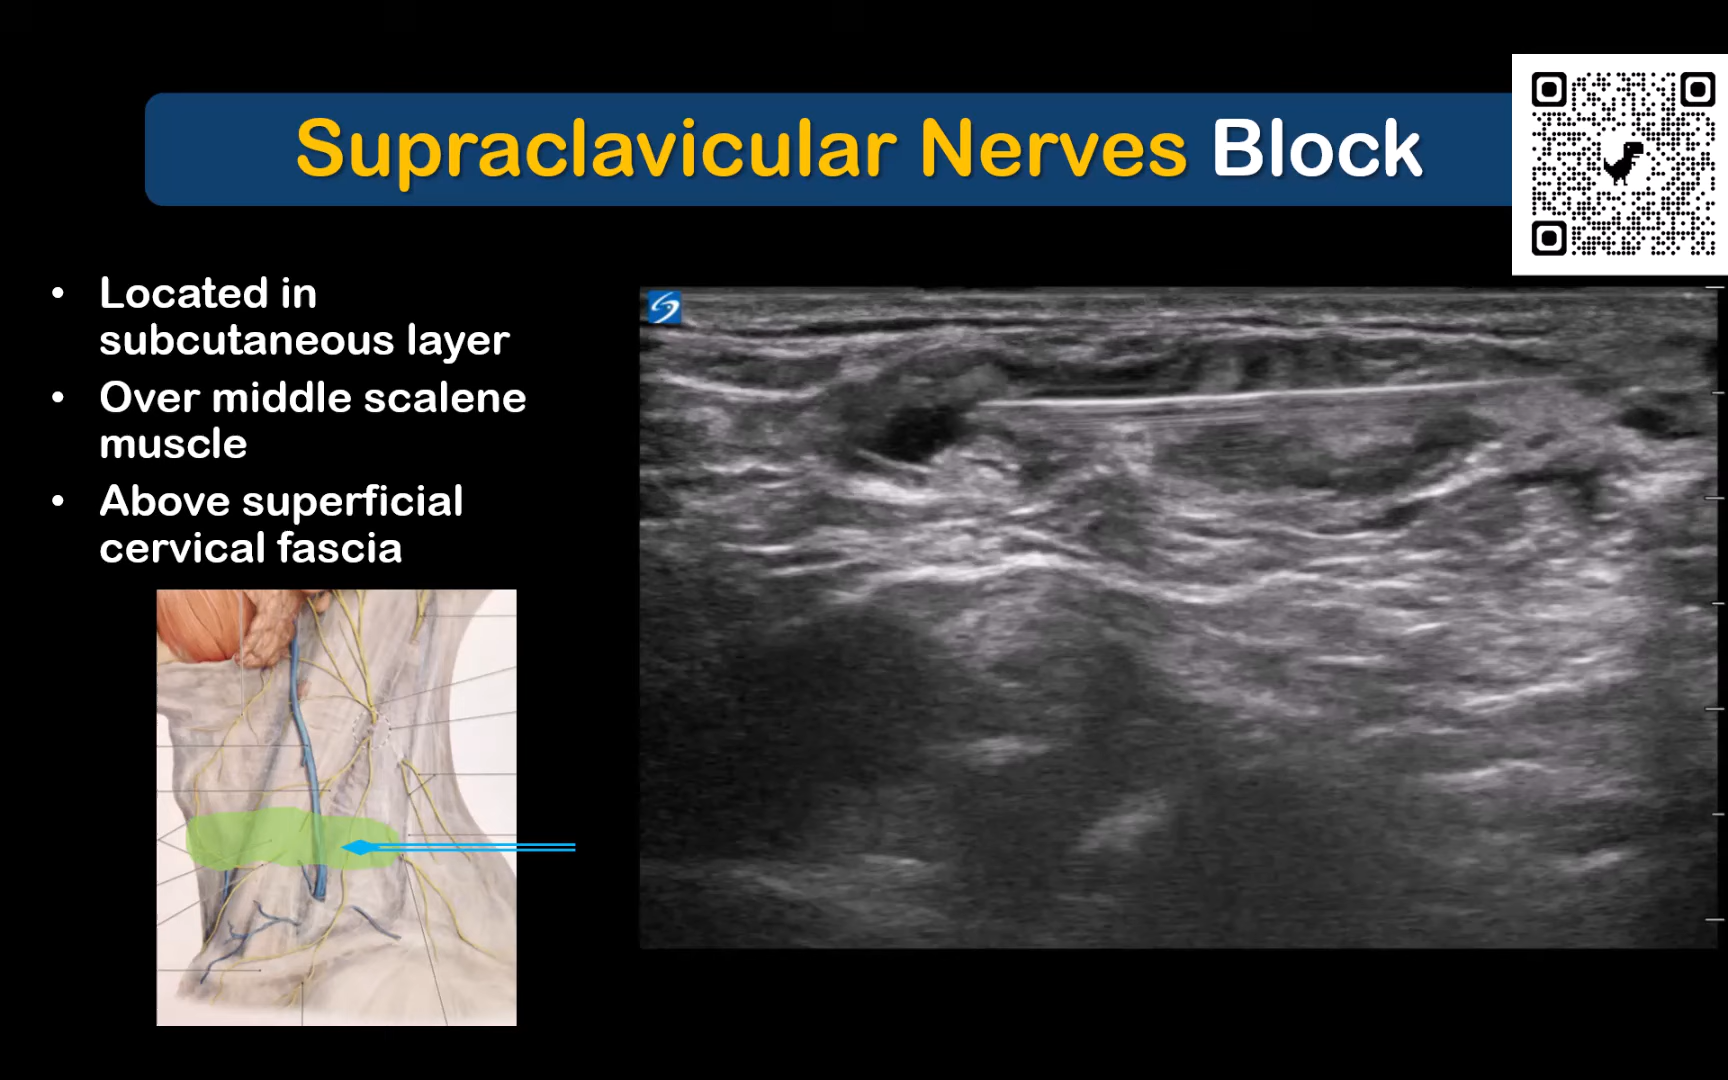 Supraclavicular Nerves Block
• Located in
subcutaneous layer
• Over middle scalene
muscle
• Above superficial
cervical fascia